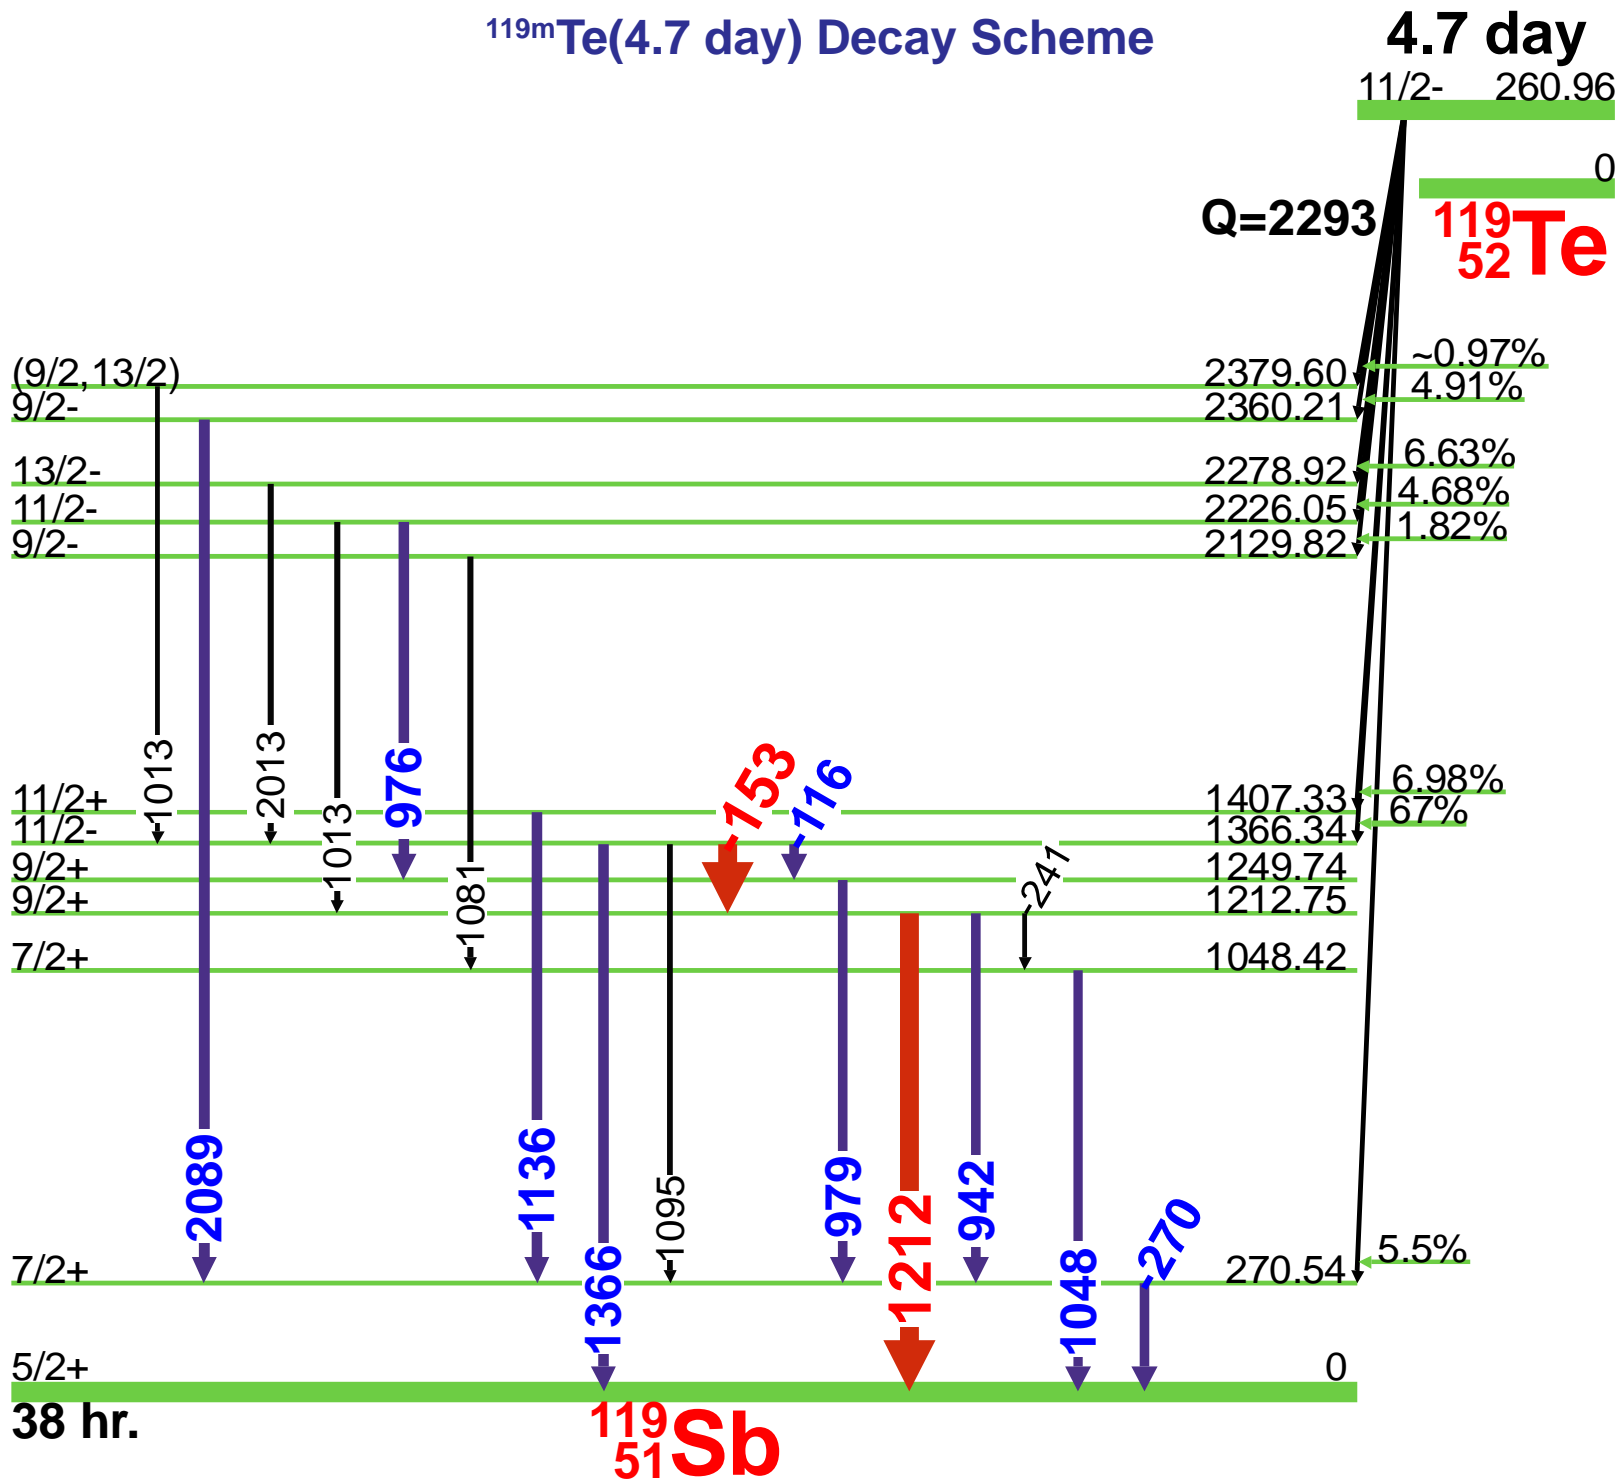 119mTe(4.7 day) Decay Scheme
4.7 day
11/2- 260.96
0
Q=2293
119
52Te
(9/2,13/2) 2379.60 ~0.97%
9/2- 2360.21 4.91%
13/2- 2278.92 6.63%
11/2- 2226.05 4.68%
9/2- 2129.82 1.82%
1013
2013
1013
976
1081
153
116
11/2+ 1407.33 6.98%
11/2- 1366.34 67%
9/2+ 1249.74
9/2+ 1212.75
241
7/2+ 1048.42
2089
1136
1366
1095
979
1212
942
1048
270
7/2+ 270.54 5.5%
5/2+ 0
38 hr.
119
51Sb